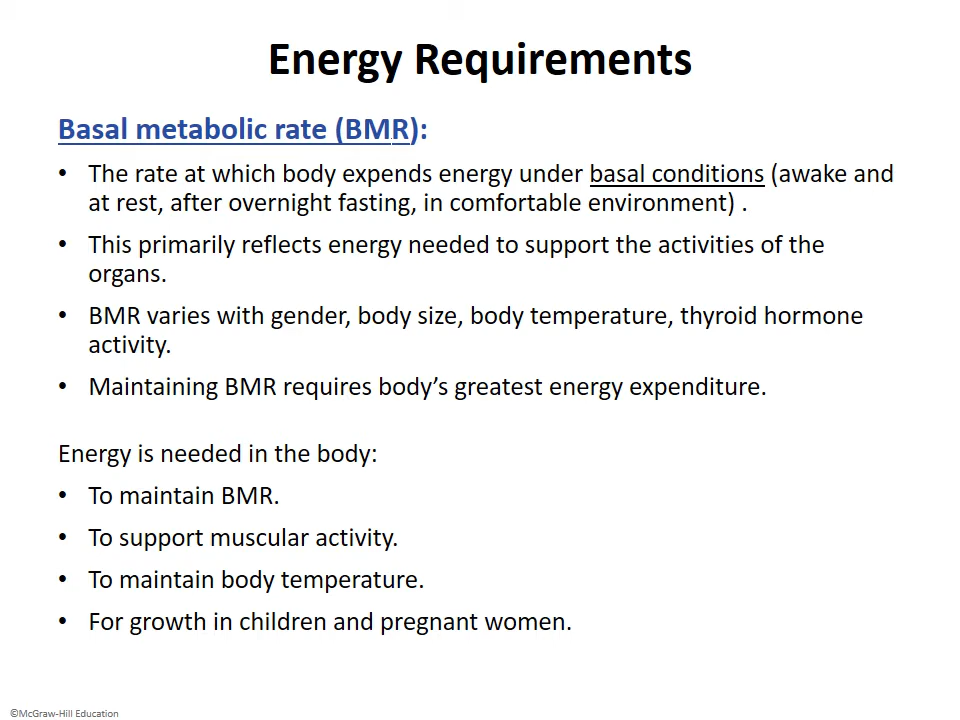 Energy Requirements
Basal metabolic rate (BMR):
• The rate at which body expends energy under basal conditions (awake and
at rest, after overnight fasting, in comfortable environment) .
• This primarily reflects energy needed to support the activities of the
organs.
• BMR varies with gender, body size, body temperature, thyroid hormone
activity.
• Maintaining BMR requires body’s greatest energy expenditure.
Energy is needed in the body:
• To maintain BMR.
• To support muscular activity.
• To maintain body temperature.
• For growth in children and pregnant women.
©McGraw-Hill Education